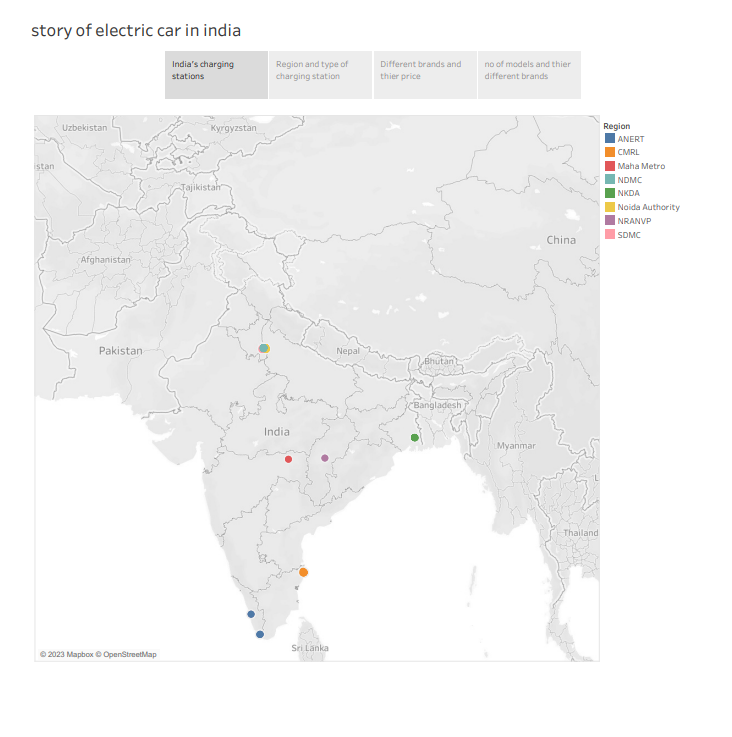 story of electric car in india
India's charging
stations
Region and type of
charging station
Different brands and
thier price
no of models and thier
different brands
Region
ANERT
CMRL
Maha Metro
NDMC
NKDA
Noida Authority
NRANVP
SDMC
Uzbekistan
Kyrgyzstan
stan
Tajikistan
China
Afghanistan
Pakistan
Nepal
Bhutan
Bangladesh
India
Myanmar
L
Thailand
Sri Lanka
© 2023 Mapbox © OpenStreetMap